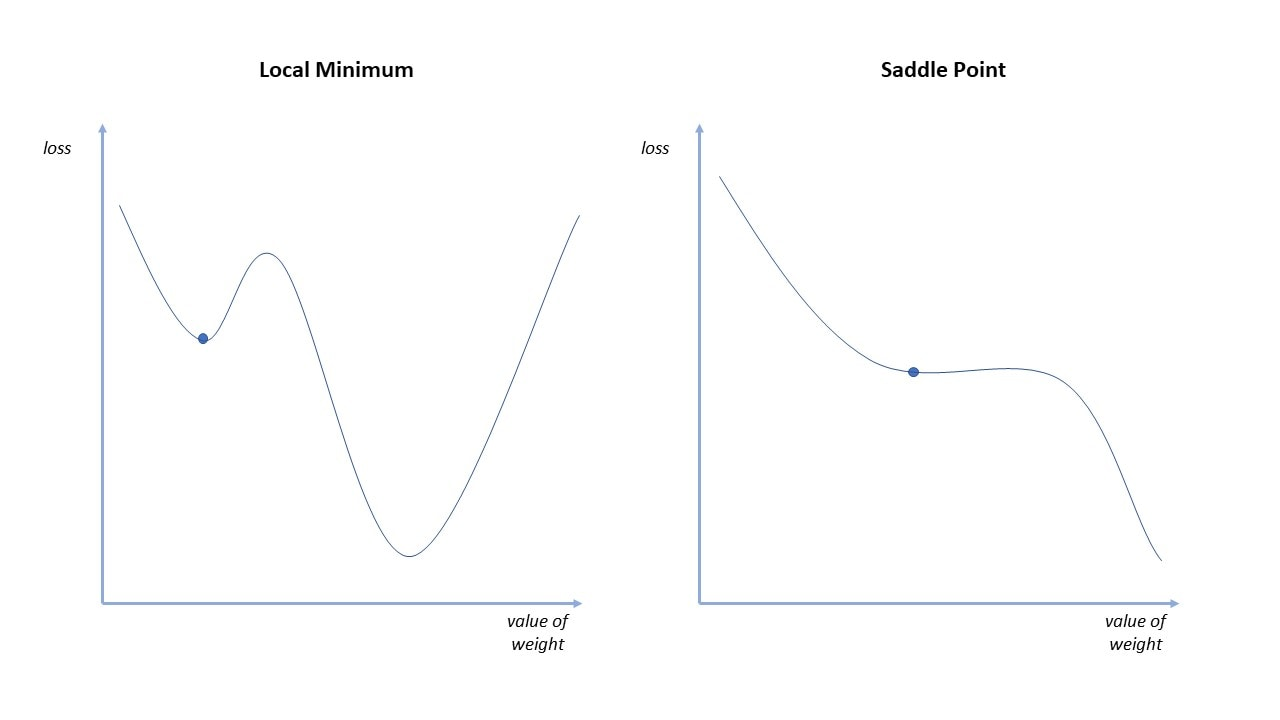 Local Minimum
loss
value of
weight
Saddle Point
loss
value of
weight